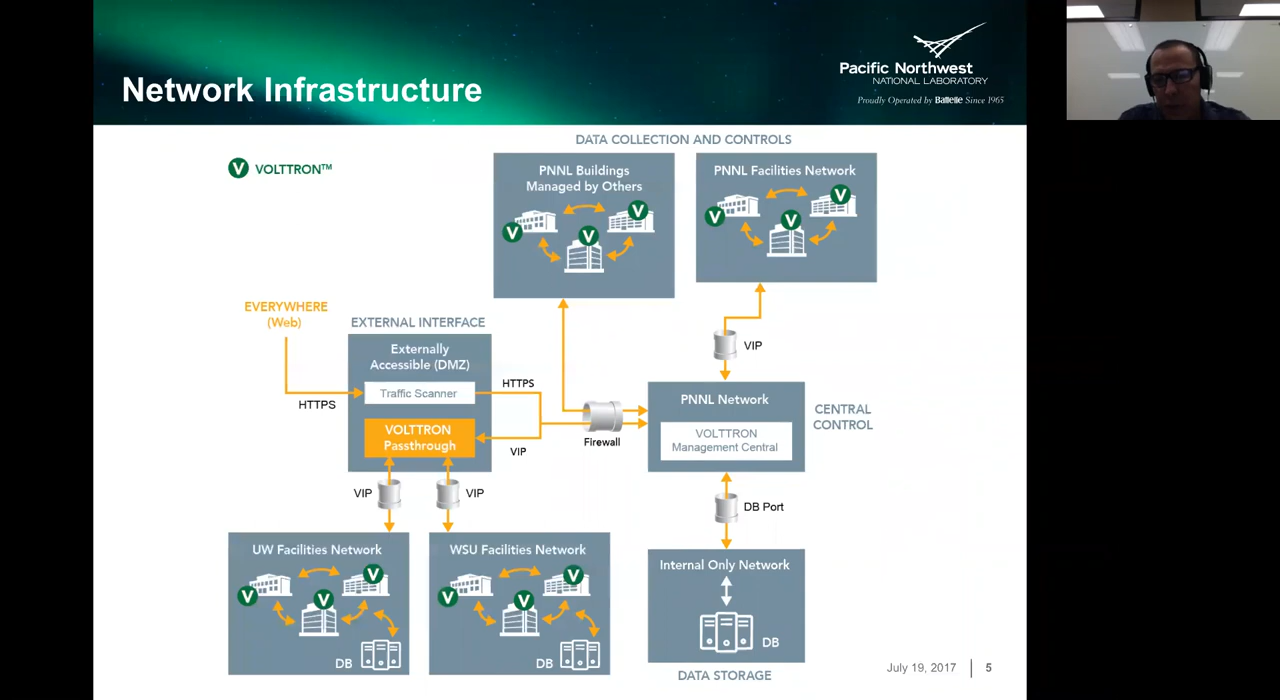 Network Infrastructure
Pacific Northwest
NATIONAL LABORATORY
Proudly Operated by Battelle Since 1965
V VOLTTRON™
DATA COLLECTION AND CONTROLS
PNNL Buildings
Managed by Others
V
V
V
PNNL Facilities Network
V
V
V
EVERYWHERE
(Web)
HTTPS
EXTERNAL INTERFACE
Externally
Accessible (DMZ)
Traffic Scanner
VOLTTRON
Passthrough
HTTPS
VIP
Firewall
VIP
PNNL Network
VOLTTRON
Management Central
CENTRAL
CONTROL
VIP
VIP
DB Port
UW Facilities Network
V
V
V
DB
WSU Facilities Network
V
V
V
DB
Internal Only Network
DB
DATA STORAGE
July 19, 2017 | 5